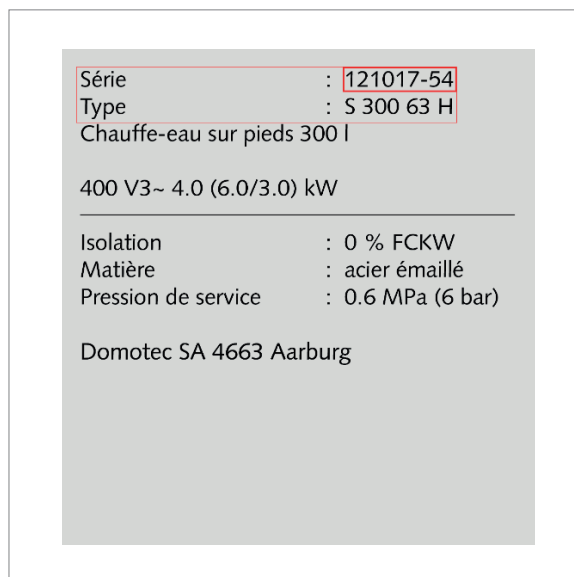 Série : 121017-54
Type : S 300 63 H
Chauffe-eau sur pieds 300 l
400 V3~ 4.0 (6.0/3.0) kW
Isolation : 0 % FCKW
Matière : acier émaillé
Pression de service : 0.6 MPa (6 bar)
Domotec SA 4663 Aarburg